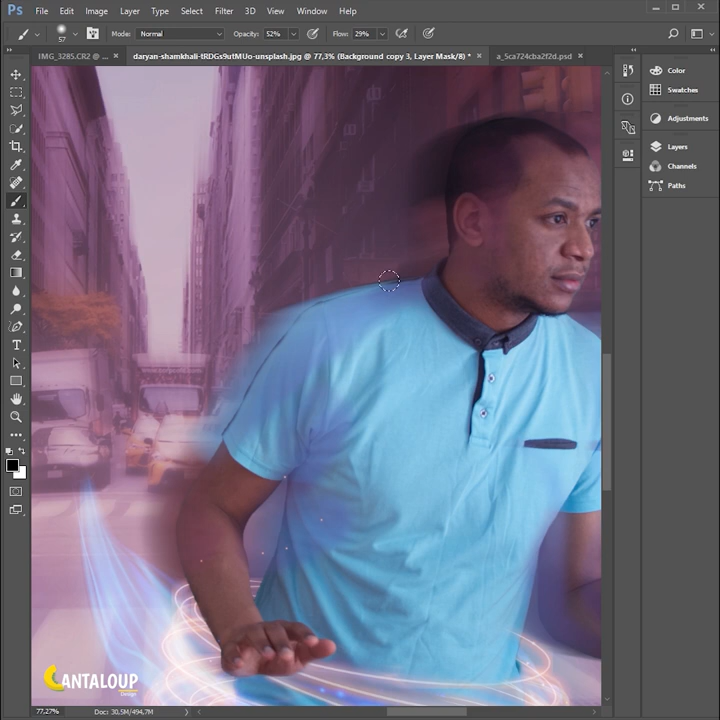 Ps File Edit Image Layer Type Select Filter 3D View Window Help
57 Mode: Normal Opacity: 52% Flow: 29%
IMG_3285.CR2 @ ... × daryan-shamkhali-tRDGs9utMUo-unsplash.jpg @ 77,3% (Background copy 3, Layer Mask/8) * × a_5ca724cba2f2d.psd ×
Color
Swatches
Adjustments
Layers
Channels
Paths
CANTALOUP
Design
77,27% Doc: 30,5M/494,7M